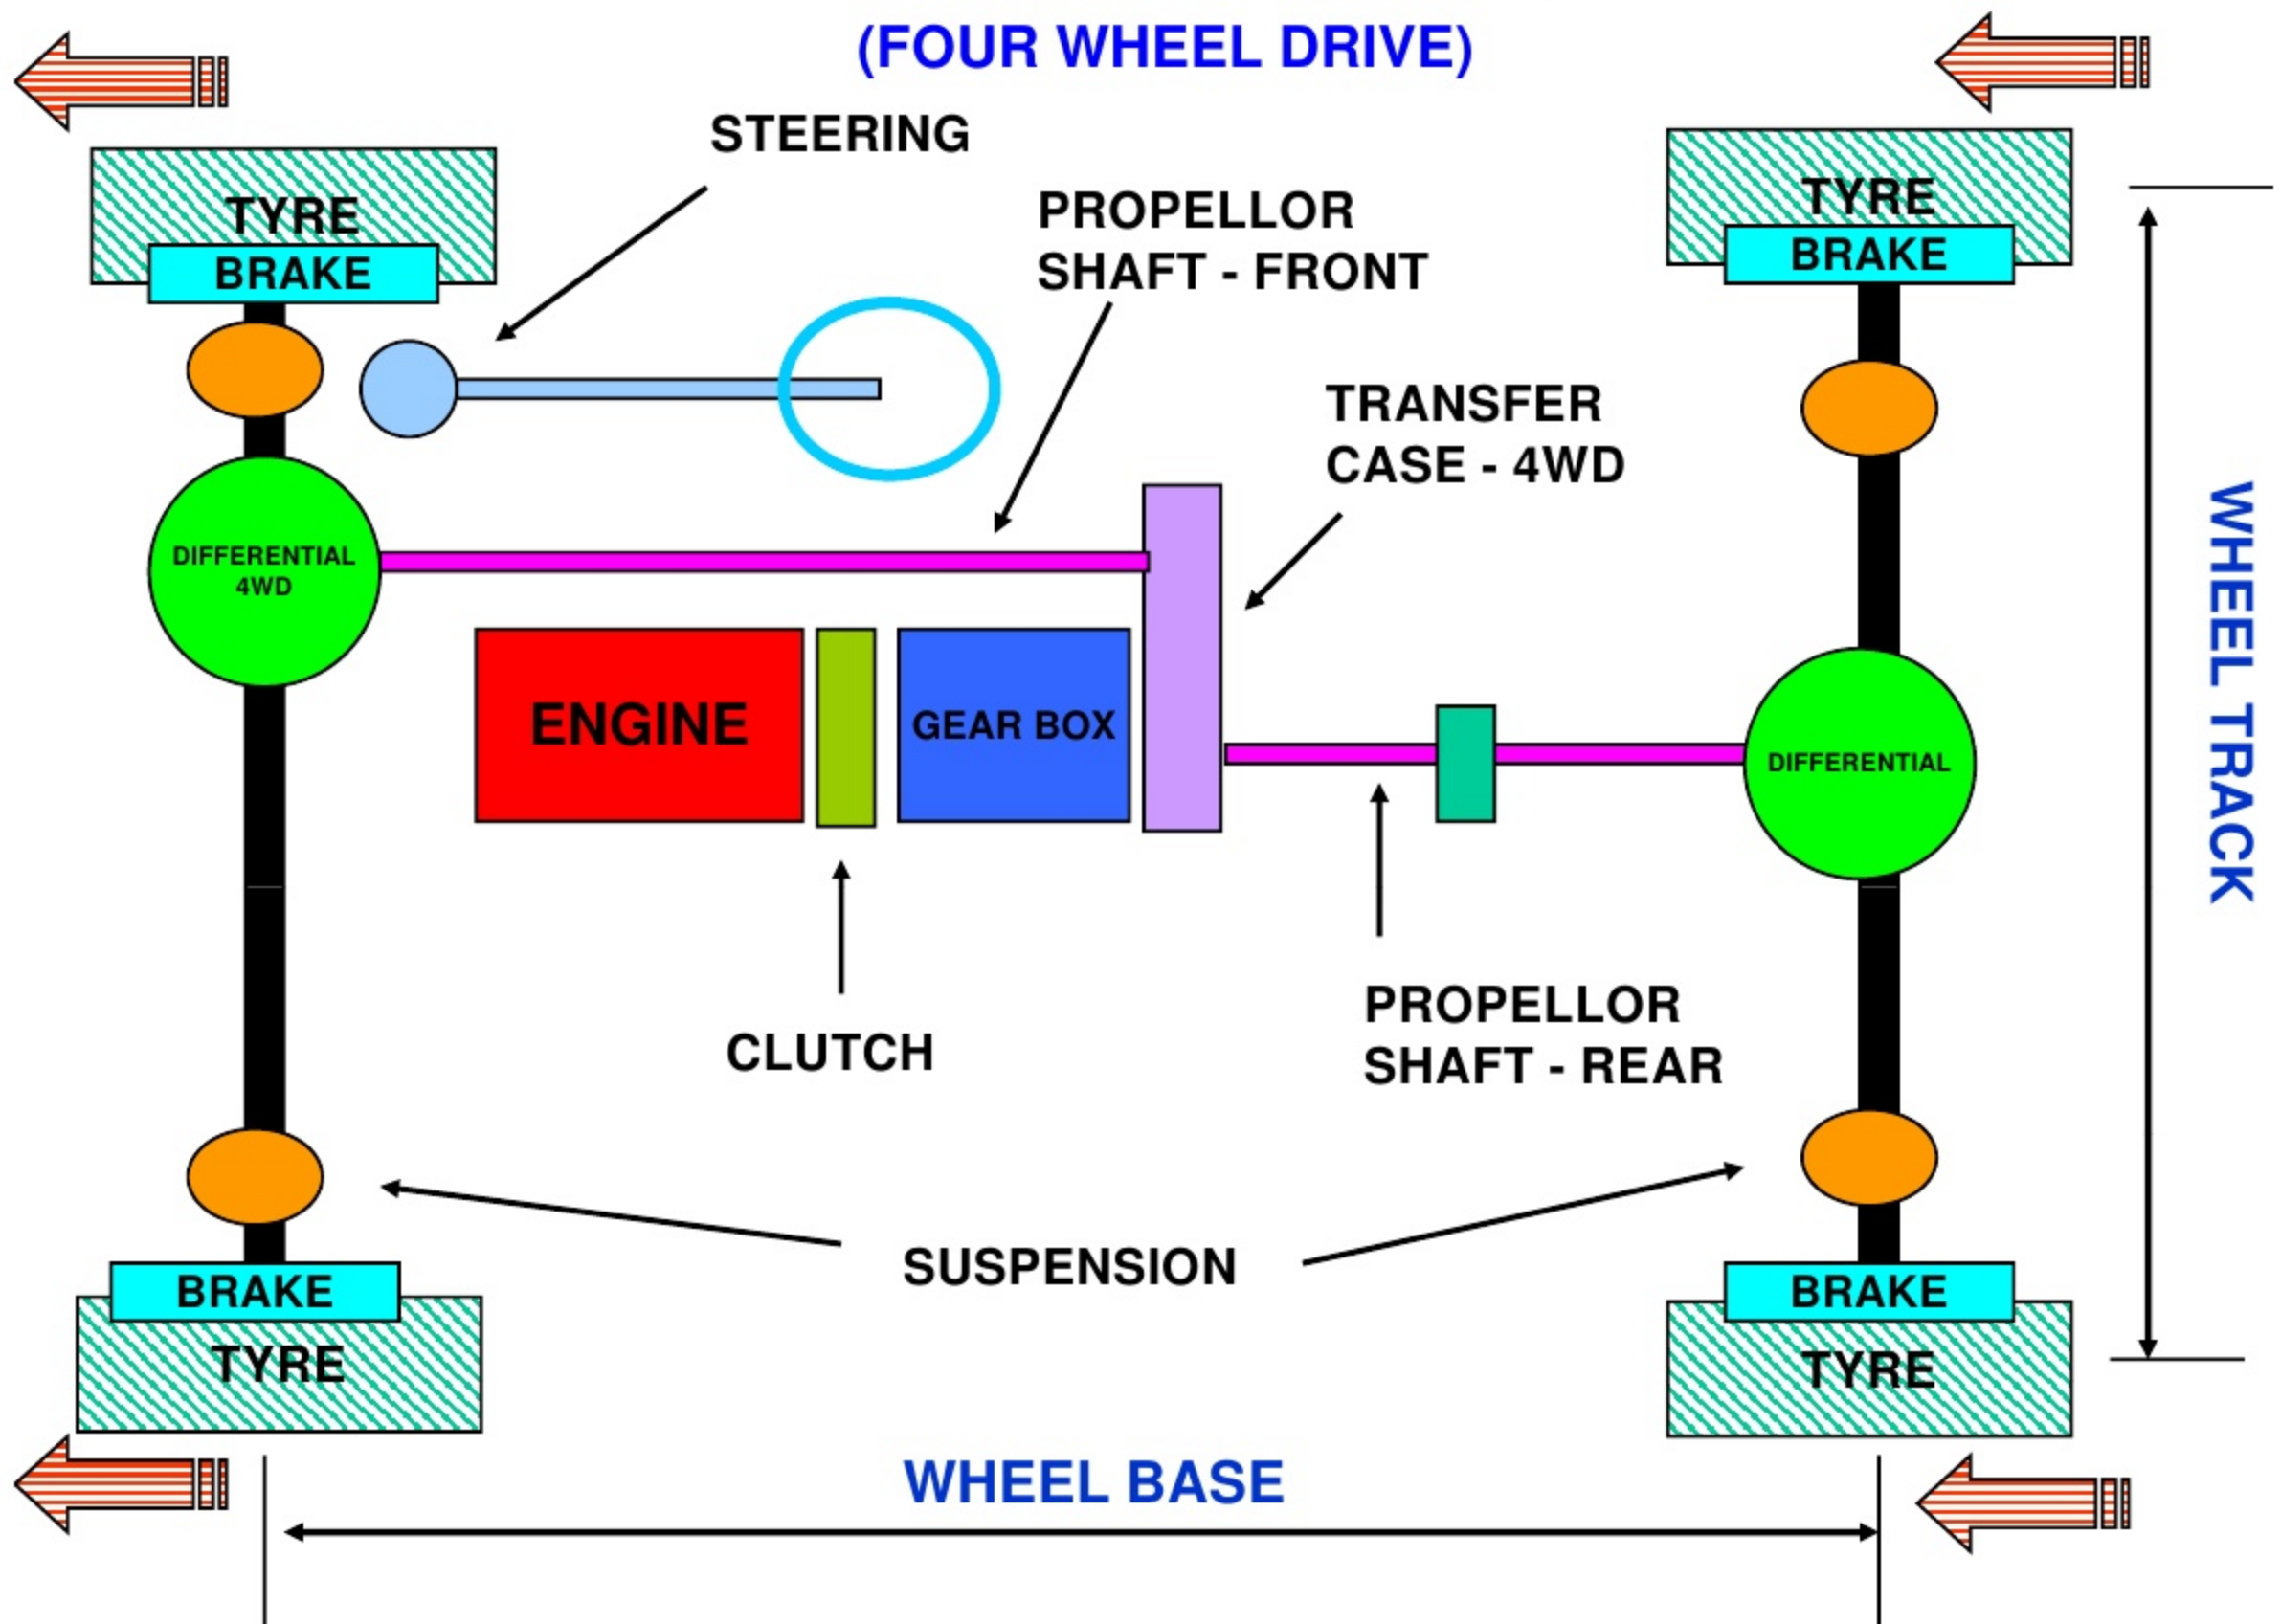 (FOUR WHEEL DRIVE)
STEERING
TYRE
BRAKE
PROPELLOR
SHAFT - FRONT
TYRE
BRAKE
TRANSFER
CASE - 4WD
DIFFERENTIAL
4WD
ENGINE
GEAR BOX
DIFFERENTIAL
WHEEL TRACK
CLUTCH
PROPELLOR
SHAFT - REAR
SUSPENSION
BRAKE
TYRE
BRAKE
TYRE
WHEEL BASE